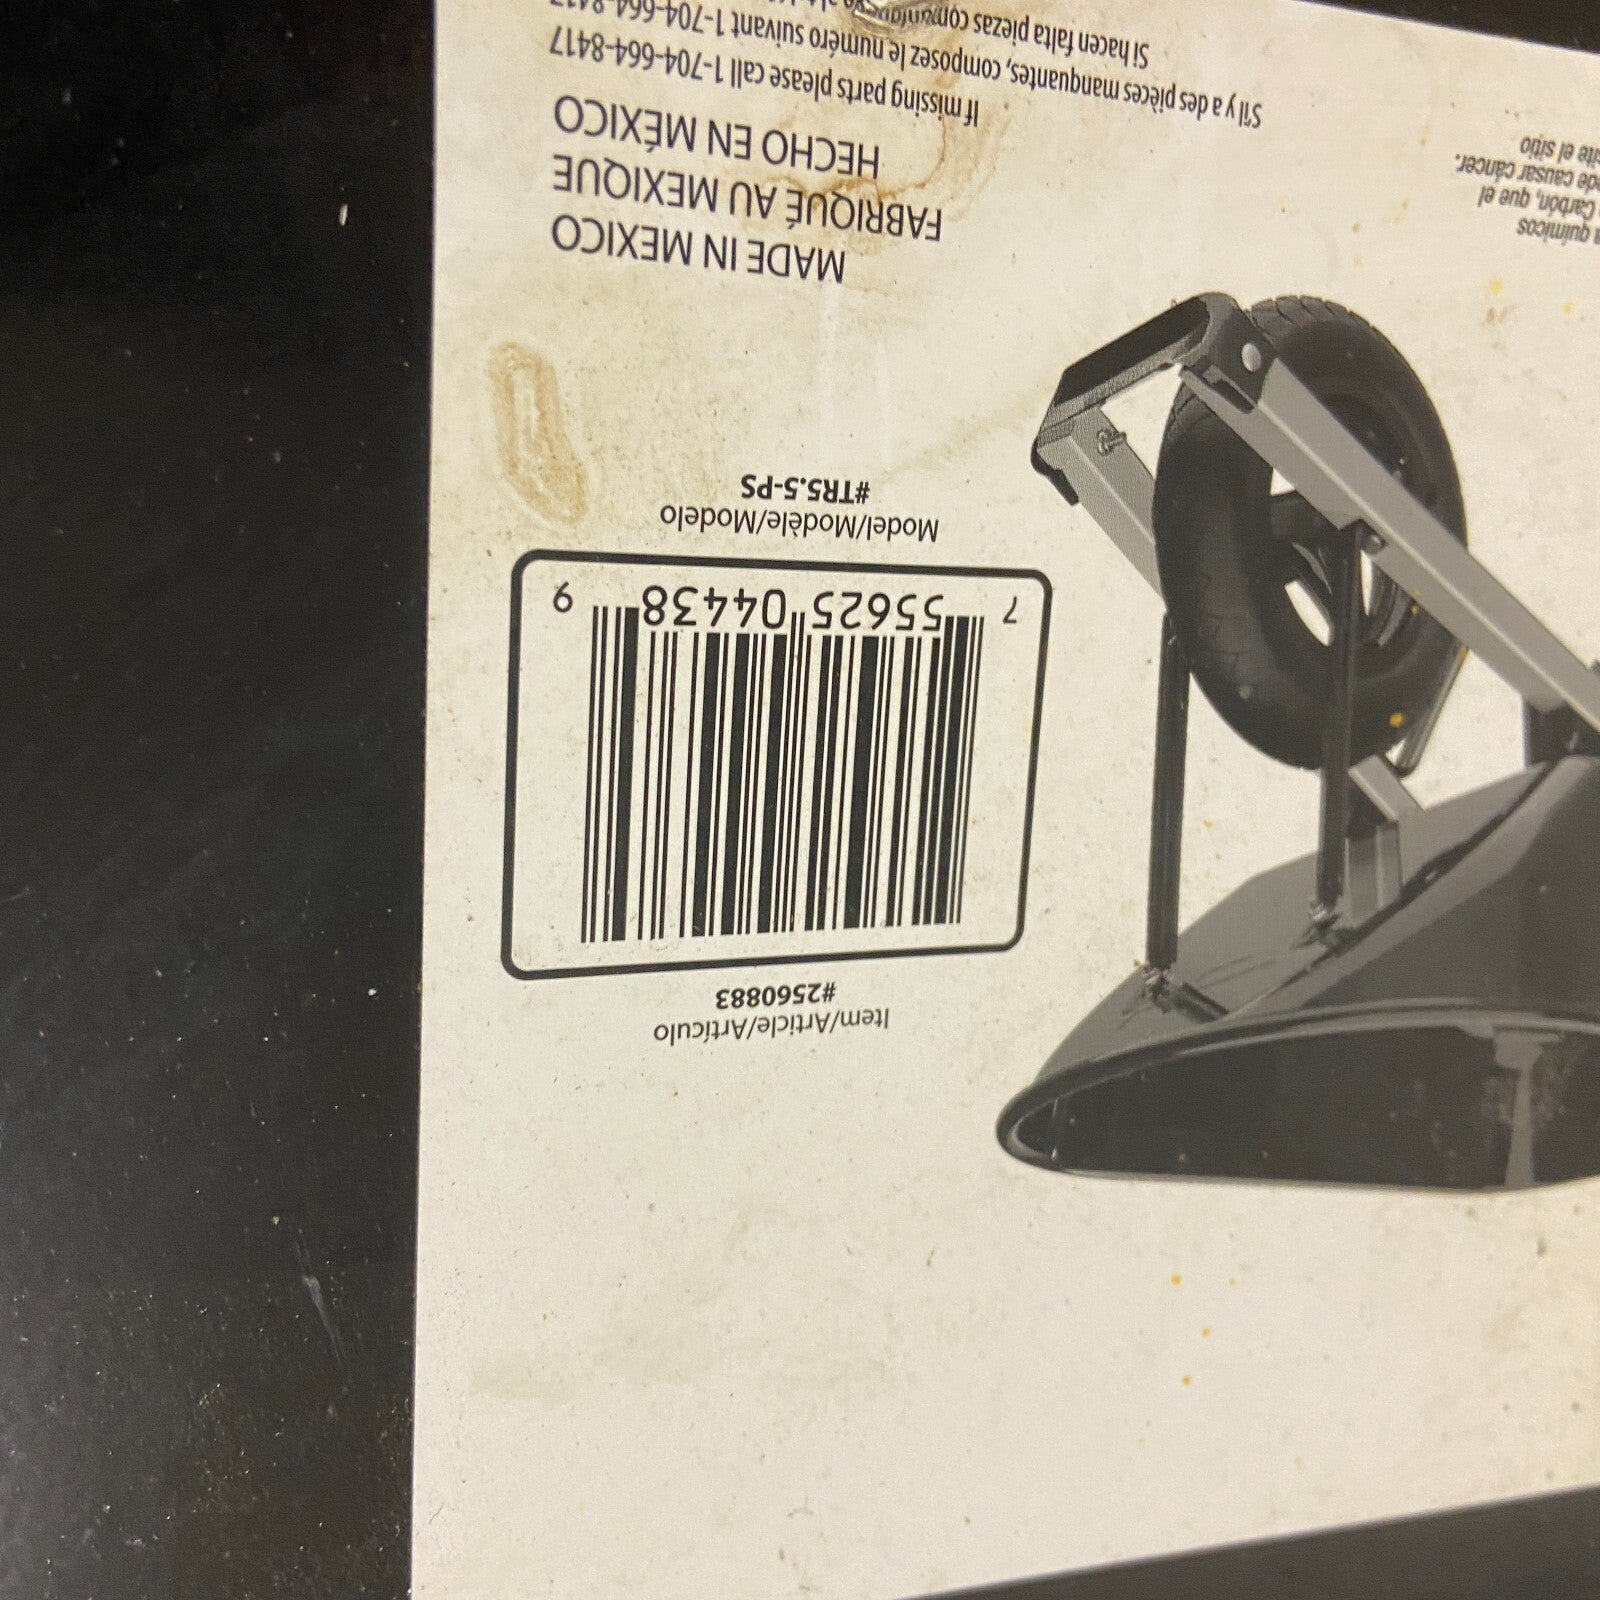 Item/Article/Artículo
#2560883
7 55625 04438 9
Model/Modèle/Modelo
#TR5.5-PS
MADE IN MEXICO
FABRIQUÉ AU MEXIQUE
HECHO EN MÉXICO
If missing parts please call 1-704-664-8417
S'il y a des pièces manquantes, composez le numéro suivant 1-704-664-8417
Si hacen falta piezas
químicos
Carbón, que el
causar cáncer.
el sitio